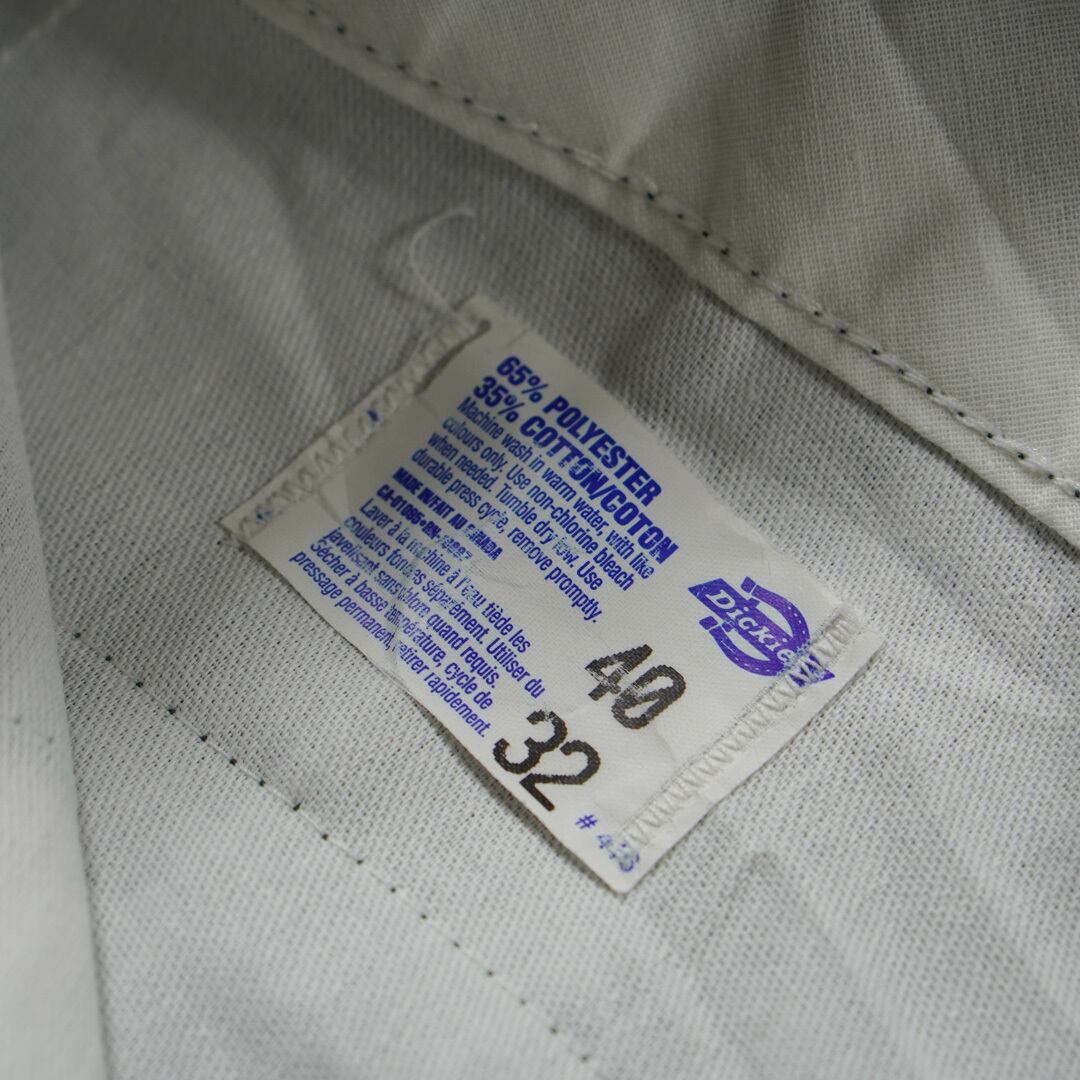 65% POLYESTER
35% COTTON/COTON
Machine wash in warm water, with like
colours only. Use non-chlorine bleach
when needed. Tumble dry low. Use
durable press cycle, remove promptly.
MADE IN/FAIT AU CANADA
Laver à la machine à l'eau tiède les
couleurs foncées séparement. Utiliser du
javelisant sans chlore quand requis.
Sécher à basse température, cycle de
pressage permanent, retirer rapidement.
Dickies
40
32